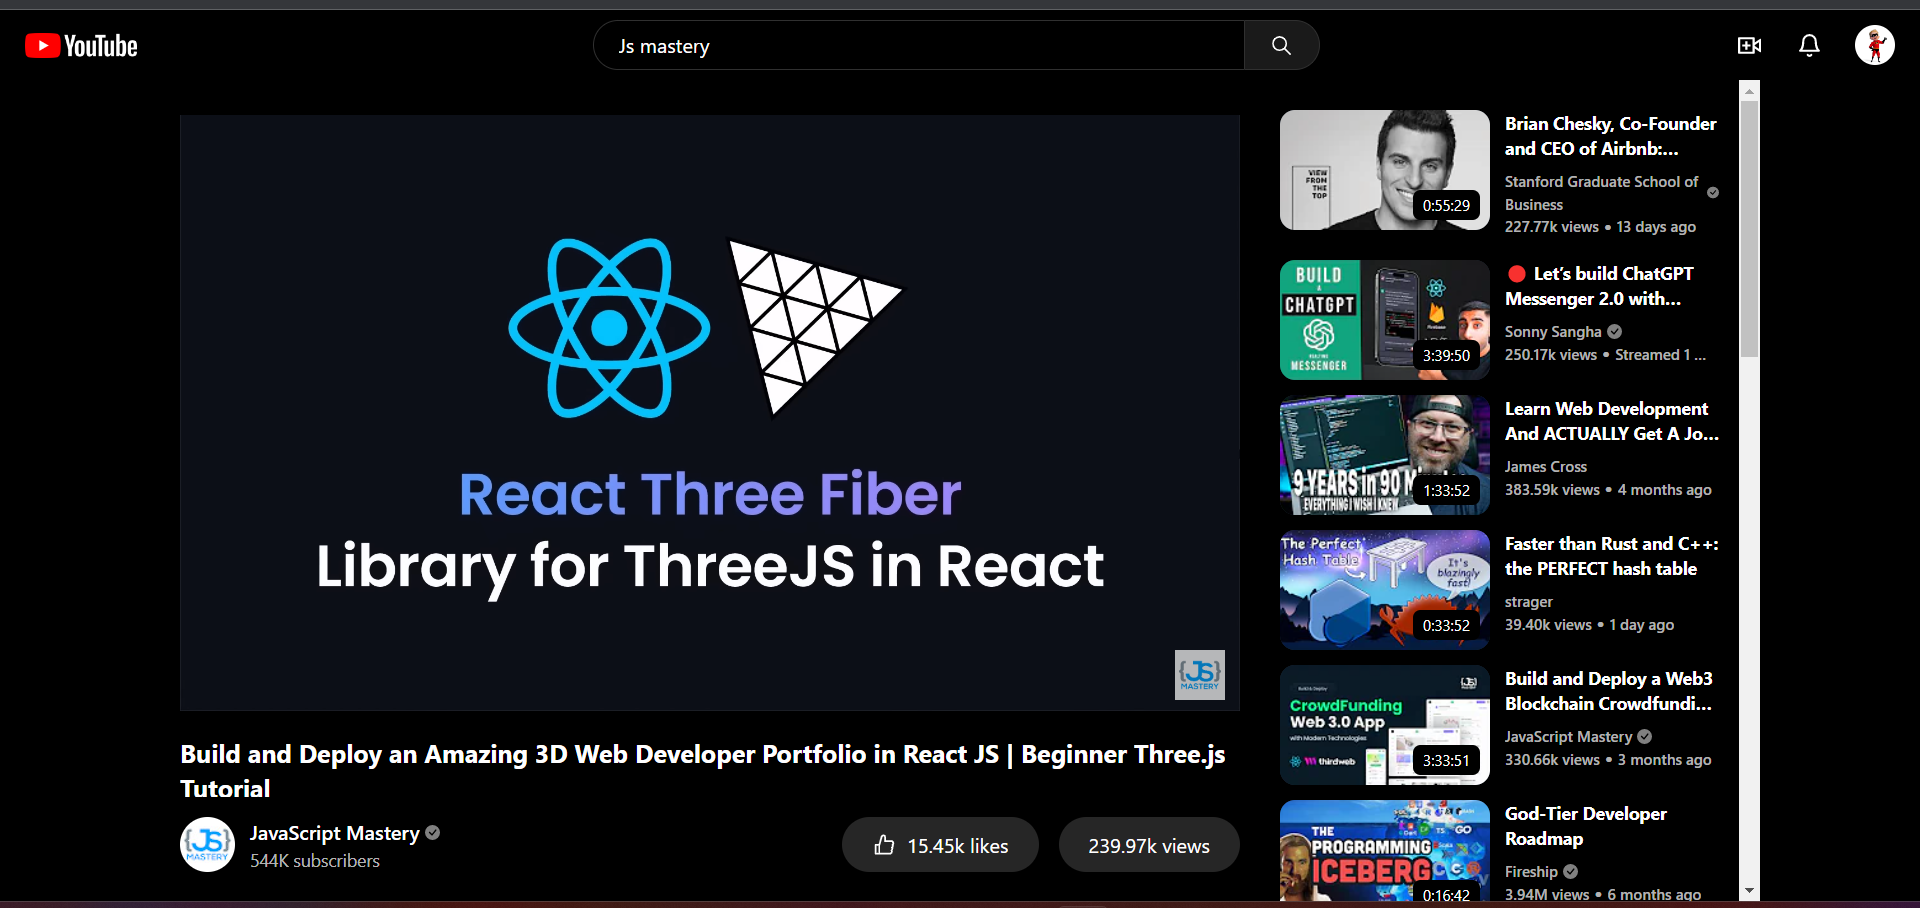 YouTube
Js mastery
React Three Fiber
Library for ThreeJS in React
{JS}
MASTERY
Build and Deploy an Amazing 3D Web Developer Portfolio in React JS | Beginner Three.js
Tutorial
{JS}
MASTERY
JavaScript Mastery
544K subscribers
15.45k likes
239.97k views
VIEW
FROM
THE
TOP
0:55:29
Brian Chesky, Co-Founder
and CEO of Airbnb:...
Stanford Graduate School of
Business
227.77k views • 13 days ago
BUILD
A
CHATGPT
MESSENGER
3:39:50
Let’s build ChatGPT
Messenger 2.0 with...
Sonny Sangha
250.17k views • Streamed 1 ...
9 YEARS in 90 M
EVERYTHING I WISH I KNEW
1:33:52
Learn Web Development
And ACTUALLY Get A Jo...
James Cross
383.59k views • 4 months ago
The Perfect
Hash Table
It's
blazingly
fast!
0:33:52
Faster than Rust and C++:
the PERFECT hash table
strager
39.40k views • 1 day ago
Build & Deploy
CrowdFunding
Web 3.0 App
with Modern Technologies
thirdweb
3:33:51
Build and Deploy a Web3
Blockchain Crowdfundi...
JavaScript Mastery
330.66k views • 3 months ago
THE
PROGRAMMING
ICEBERG
TS
GO
0:16:42
God-Tier Developer
Roadmap
Fireship
3.94M views • 6 months ago